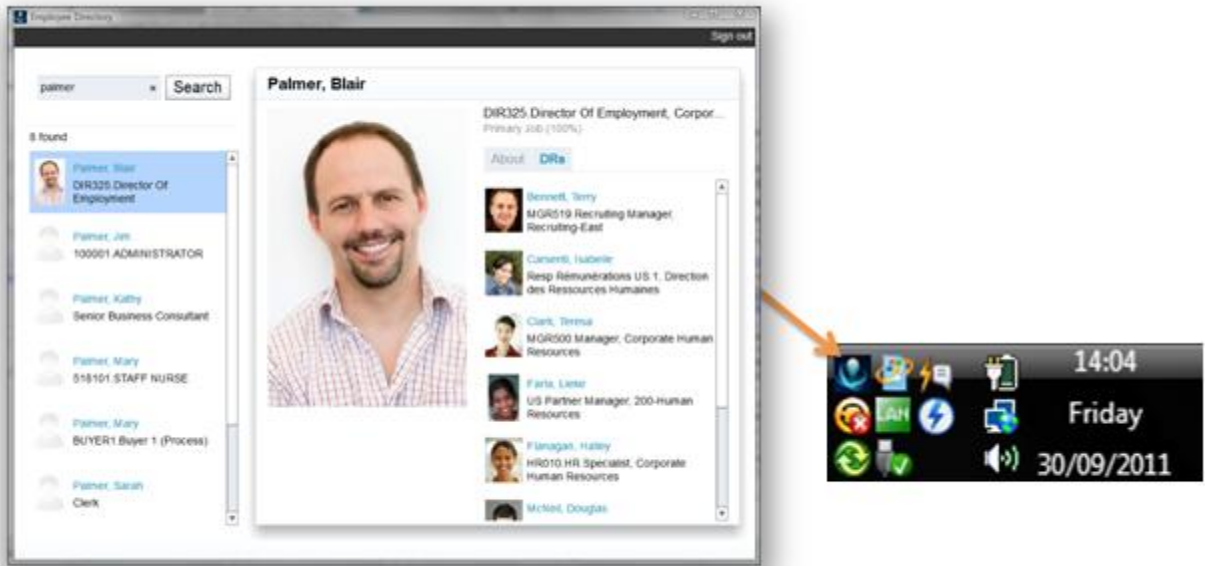 Employee Directory
Sign out
palmer
×
Search
8 found
Palmer, Blair
DIR325.Director Of
Employment
Palmer, Jim
100001.ADMINISTRATOR
Palmer, Kathy
Senior Business Consultant
Palmer, Mary
518101.STAFF NURSE
Palmer, Mary
BUYER1.Buyer 1 (Process)
Palmer, Sarah
Clerk
Palmer, Blair
DIR325.Director Of Employment, Corpor...
Primary Job (100%)
About DRs
Bennett, Terry
MGR519.Recruiting Manager,
Recruiting-East
Carsenti, Isabelle
Resp Rémunérations US 1, Direction
des Ressources Humaines
Clark, Teresa
MGR500.Manager, Corporate Human
Resources
Faria, Lieke
US Partner Manager, 200-Human
Resources
Flanagan, Hailey
HR010.HR Specialist, Corporate
Human Resources
McNeil, Douglas
LAN
14:04
Friday
30/09/2011